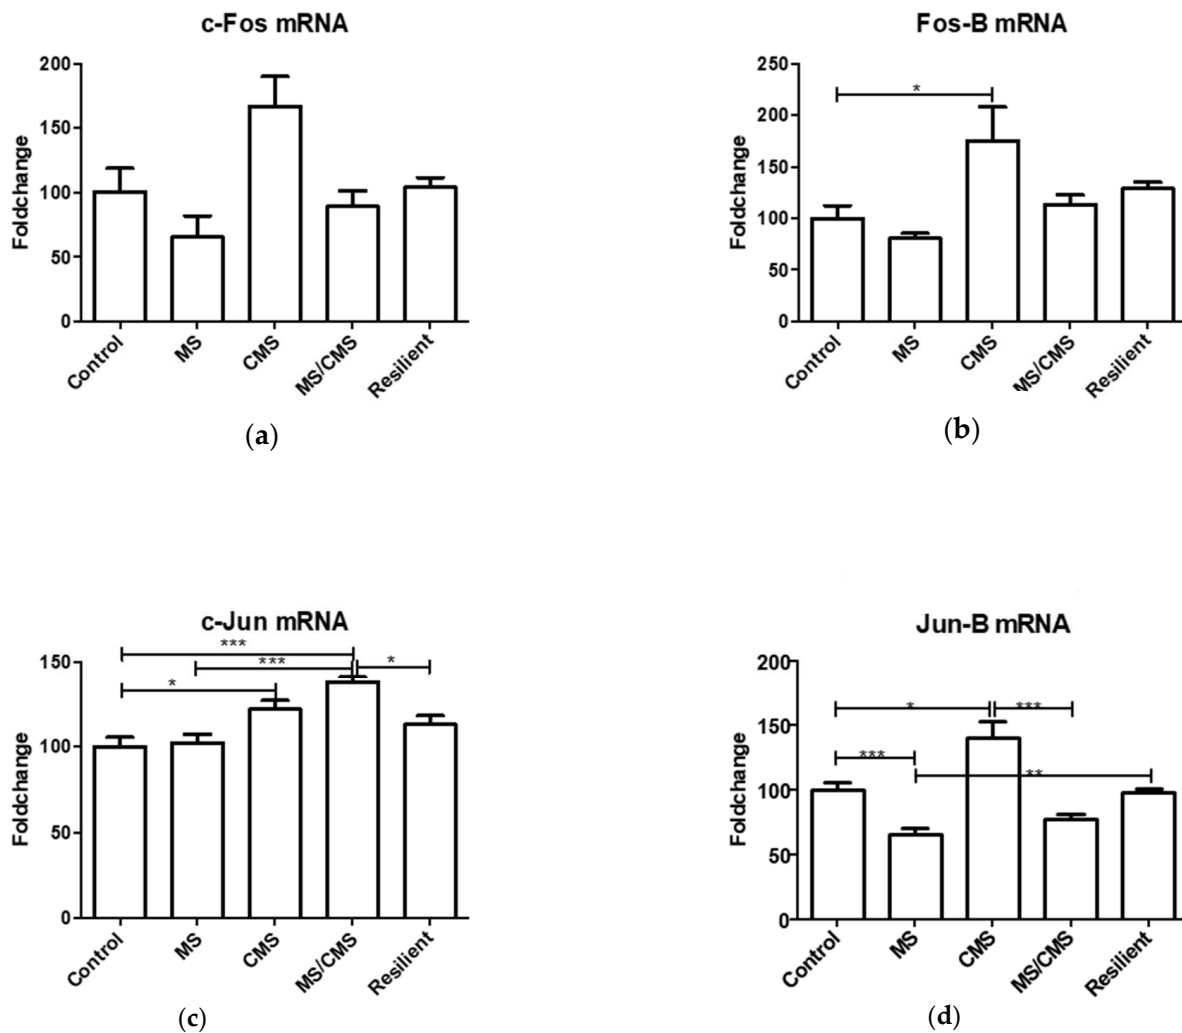 c-Fos mRNA
Foldchange
200
150
100
50
0
Control
MS
CMS
MS/CMS
Resilient
(a)
Fos-B mRNA
Foldchange
250
200
150
100
50
0
*
Control
MS
CMS
MS/CMS
Resilient
(b)
c-Jun mRNA
Foldchange
150
100
50
0
***
***
*
*
Control
MS
CMS
MS/CMS
Resilient
(c)
Jun-B mRNA
Foldchange
200
150
100
50
0
*
***
***
**
Control
MS
CMS
MS/CMS
Resilient
(d)